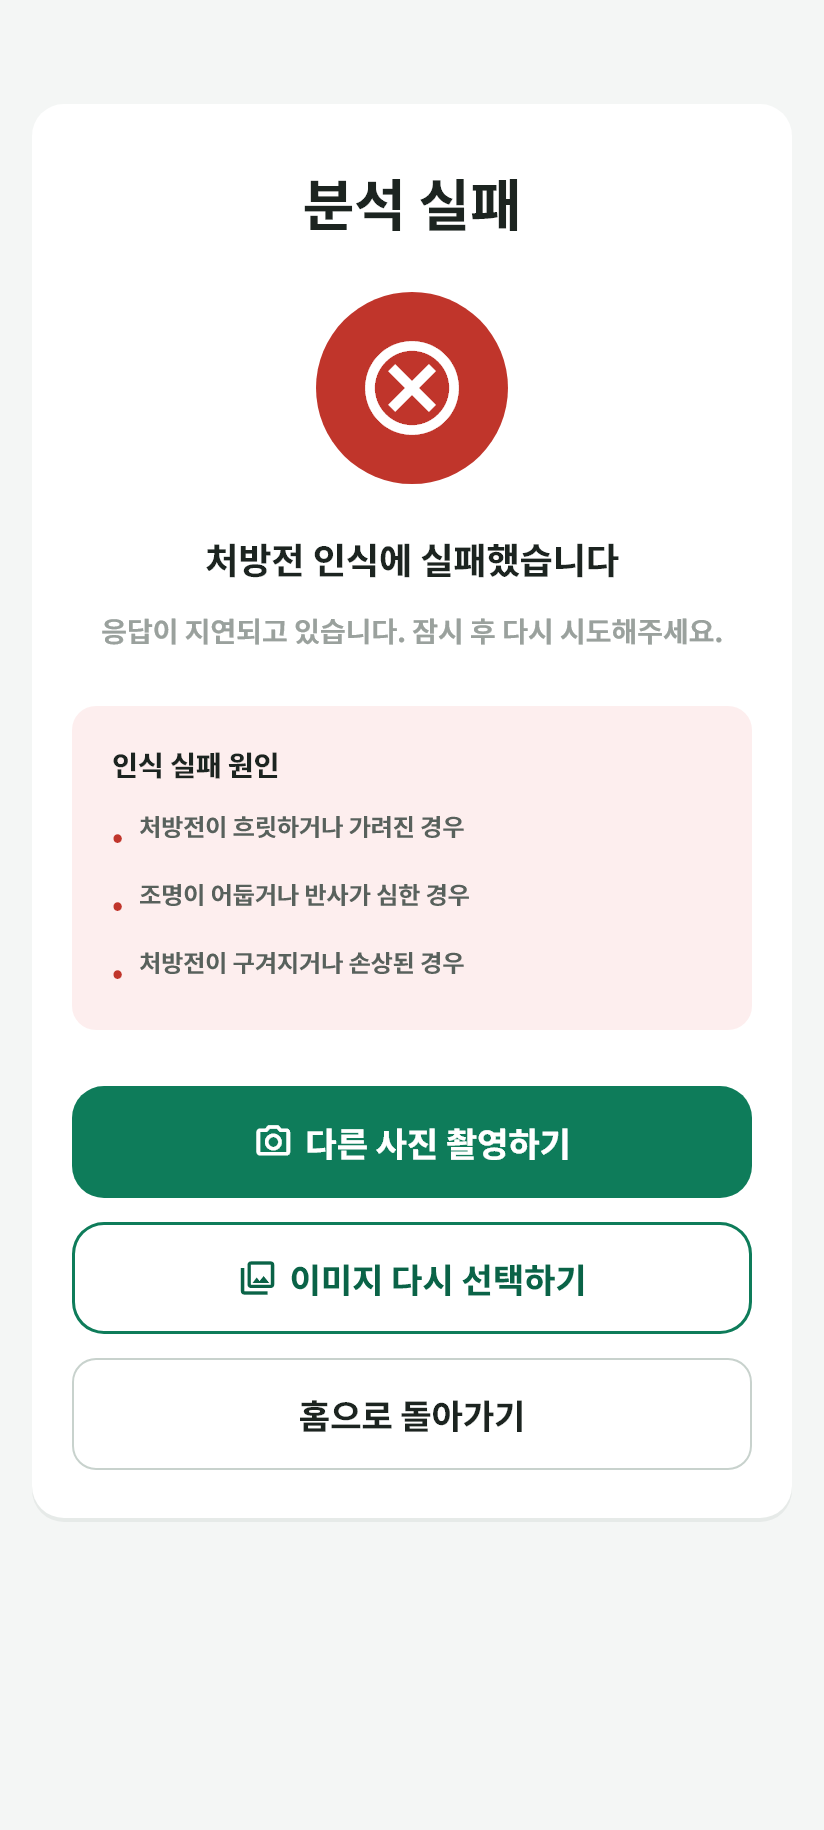 분석 실패
처방전 인식에 실패했습니다
응답이 지연되고 있습니다. 잠시 후 다시 시도해주세요.
인식 실패 원인
• 처방전이 흐릿하거나 가려진 경우
• 조명이 어둡거나 반사가 심한 경우
• 처방전이 구겨지거나 손상된 경우
다른 사진 촬영하기
이미지 다시 선택하기
홈으로 돌아가기